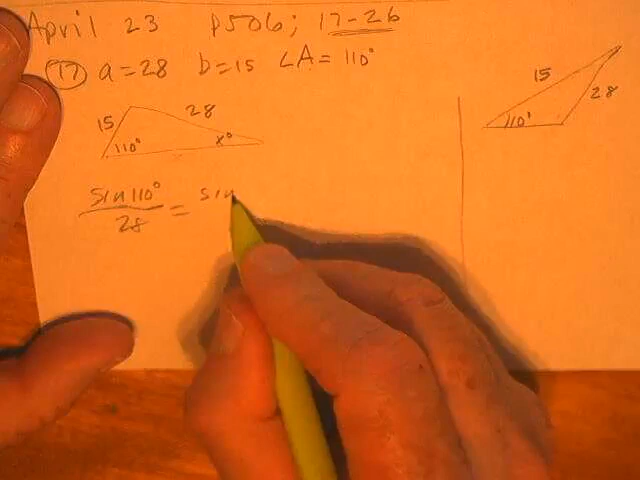 April 23 p506; 17-26
17 a=28 b=15 ∠A= 110°
15 28
110° x°
sin 110° / 28 = sin
15
28
110°